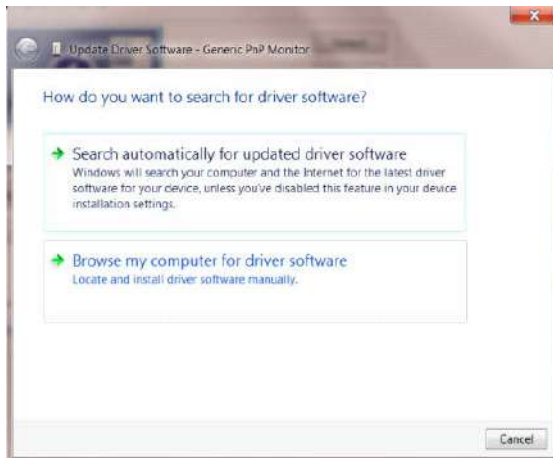 Update Driver Software - Generic PnP Monitor
How do you want to search for driver software?
Search automatically for updated driver software
Windows will search your computer and the Internet for the latest driver
software for your device, unless you've disabled this feature in your device
installation settings.
Browse my computer for driver software
Locate and install driver software manually.
Cancel